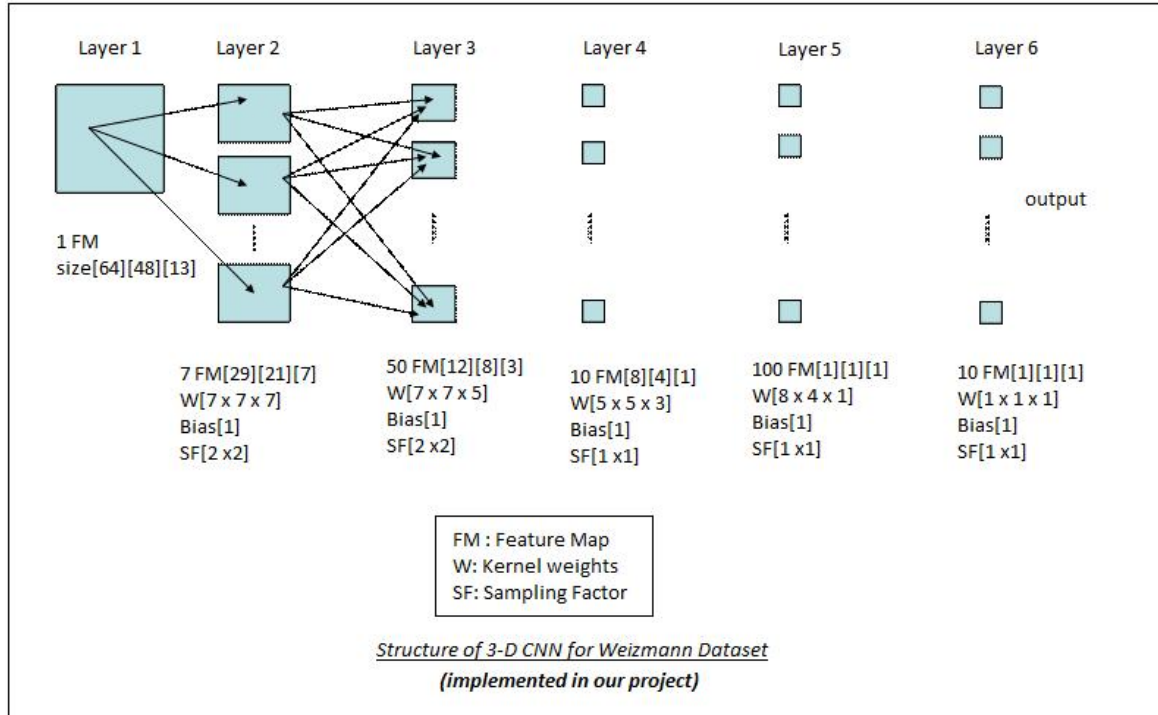 Layer 1
Layer 2
Layer 3
Layer 4
Layer 5
Layer 6
output
1 FM
size[64][48][13]
7 FM[29][21][7]
W[7 x 7 x 7]
Bias[1]
SF[2 x2]
50 FM[12][8][3]
W[7 x 7 x 5]
Bias[1]
SF[2 x2]
10 FM[8][4][1]
W[5 x 5 x 3]
Bias[1]
SF[1 x1]
100 FM[1][1][1]
W[8 x 4 x 1]
Bias[1]
SF[1 x1]
10 FM[1][1][1]
W[1 x 1 x 1]
Bias[1]
SF[1 x1]
FM : Feature Map
W: Kernel weights
SF: Sampling Factor
Structure of 3-D CNN for Weizmann Dataset
(implemented in our project)